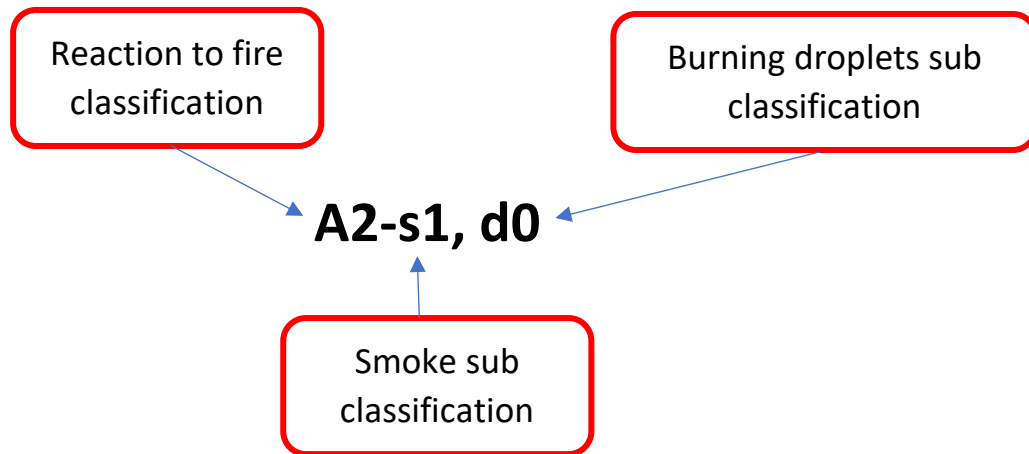 Reaction to fire
classification
Burning droplets sub
classification
A2-s1, d0
Smoke sub
classification